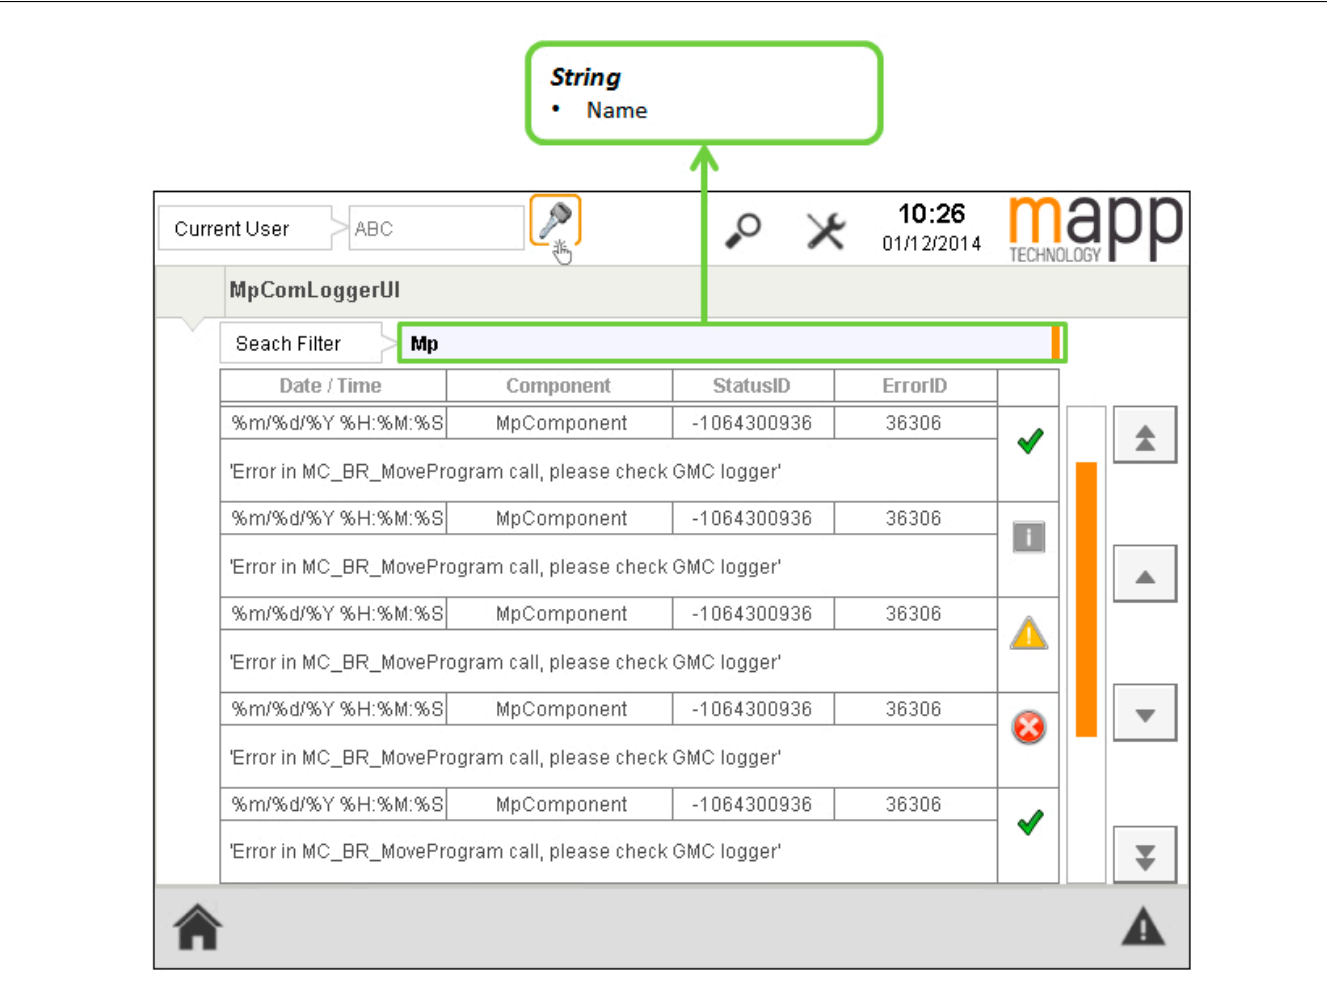 String
• Name
Current User
ABC
10:26
01/12/2014
mapp
TECHNOLOGY
MpComLoggerUI
Seach Filter
Mp
Date / Time Component StatusID ErrorID
%m/%d/%Y %H:%M:%S MpComponent -1064300936 36306
'Error in MC_BR_MoveProgram call, please check GMC logger'
%m/%d/%Y %H:%M:%S MpComponent -1064300936 36306
'Error in MC_BR_MoveProgram call, please check GMC logger'
%m/%d/%Y %H:%M:%S MpComponent -1064300936 36306
'Error in MC_BR_MoveProgram call, please check GMC logger'
%m/%d/%Y %H:%M:%S MpComponent -1064300936 36306
'Error in MC_BR_MoveProgram call, please check GMC logger'
%m/%d/%Y %H:%M:%S MpComponent -1064300936 36306
'Error in MC_BR_MoveProgram call, please check GMC logger'